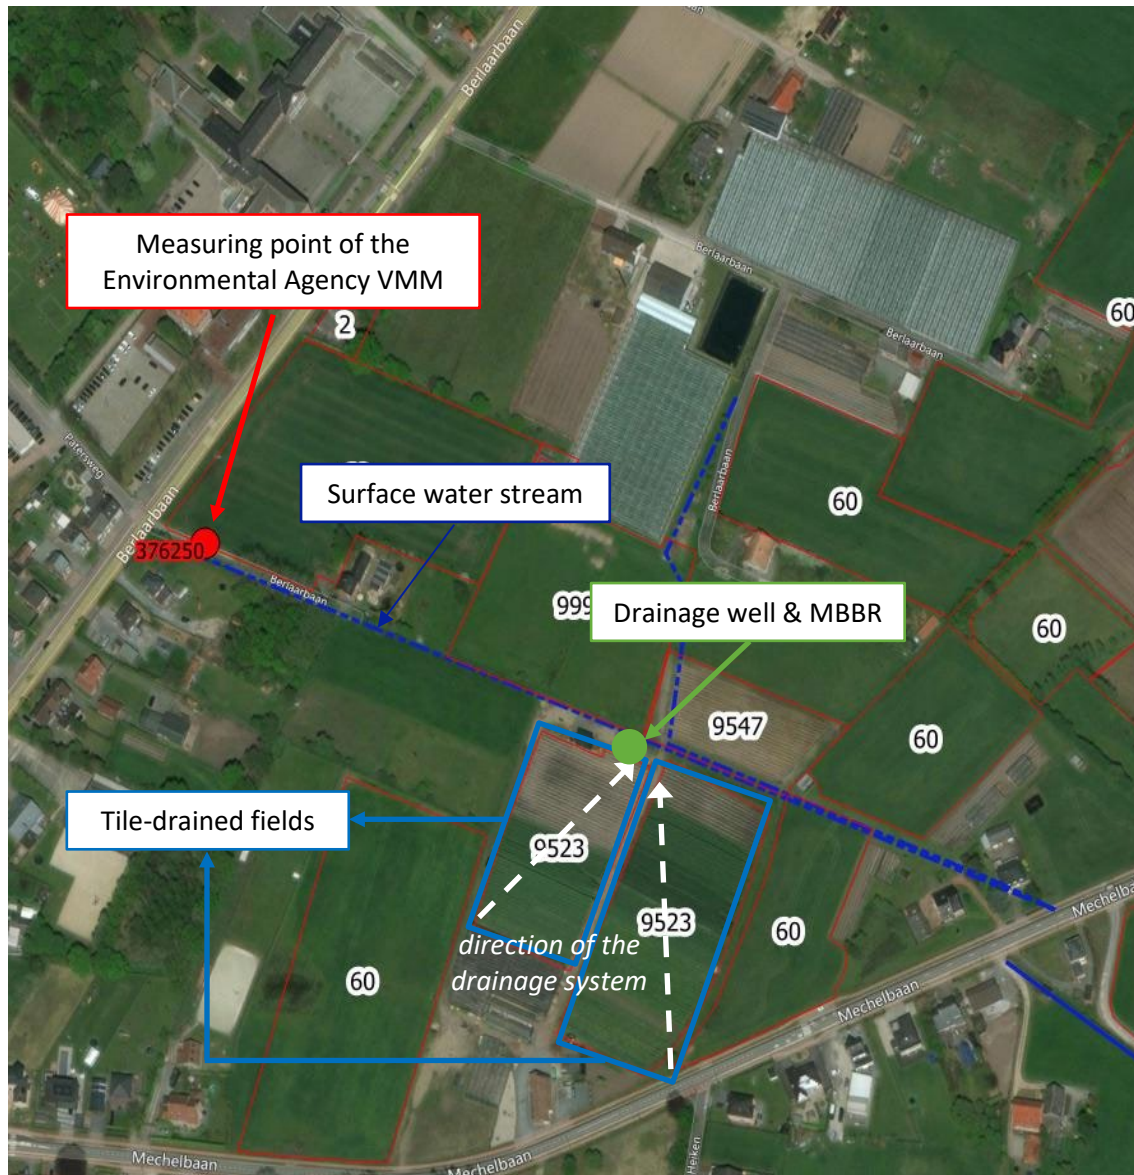 Berlaarbaan
Measuring point of the
Environmental Agency VMM
2
Berlaarbaan
60
Berlaarbaan
Patersweg
Berlaarbaan
Surface water stream
60
Berlaarbaan
376250
Berlaarbaan
999
Drainage well & MBBR
60
9547
60
Tile-drained fields
9523
9523
direction of the
drainage system
60
60
Mechelba
Mechelbaan
Mechelbaan
Mechelbaan
Heiken